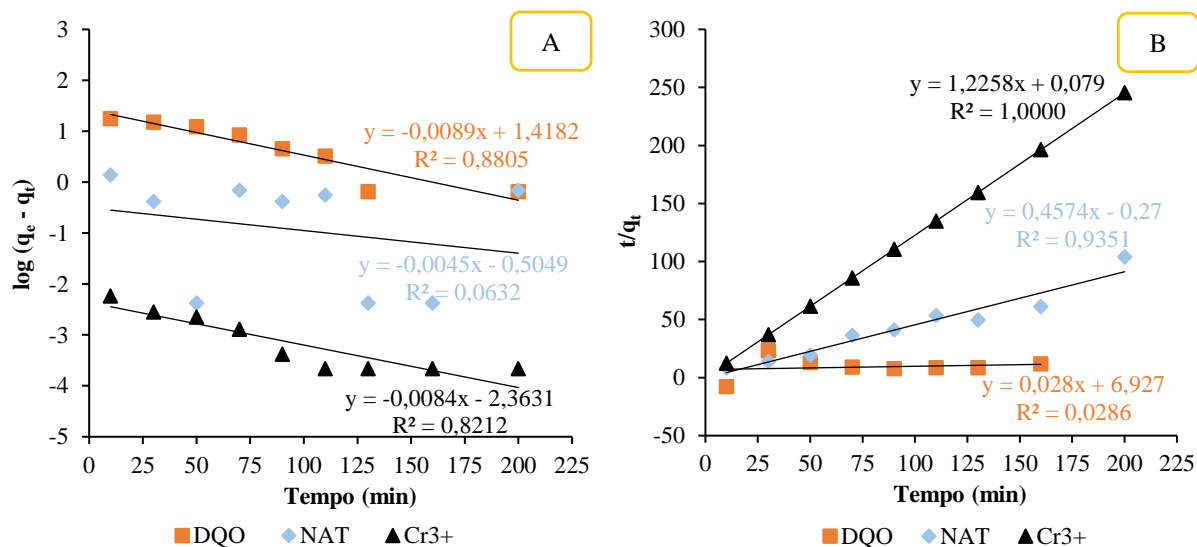 A
3
2
1
0
-1
-2
-3
-4
-5
log (qe - qt)
y = -0,0089x + 1,4182
R² = 0,8805
y = -0,0045x - 0,5049
R² = 0,0632
y = -0,0084x - 2,3631
R² = 0,8212
0 25 50 75 100 125 150 175 200 225
Tempo (min)
DQO NAT Cr3+
B
300
250
200
150
100
50
0
-50
t/qt
y = 1,2258x + 0,079
R² = 1,0000
y = 0,4574x - 0,27
R² = 0,9351
y = 0,028x + 6,927
R² = 0,0286
0 25 50 75 100 125 150 175 200 225
Tempo (min)
DQO NAT Cr3+